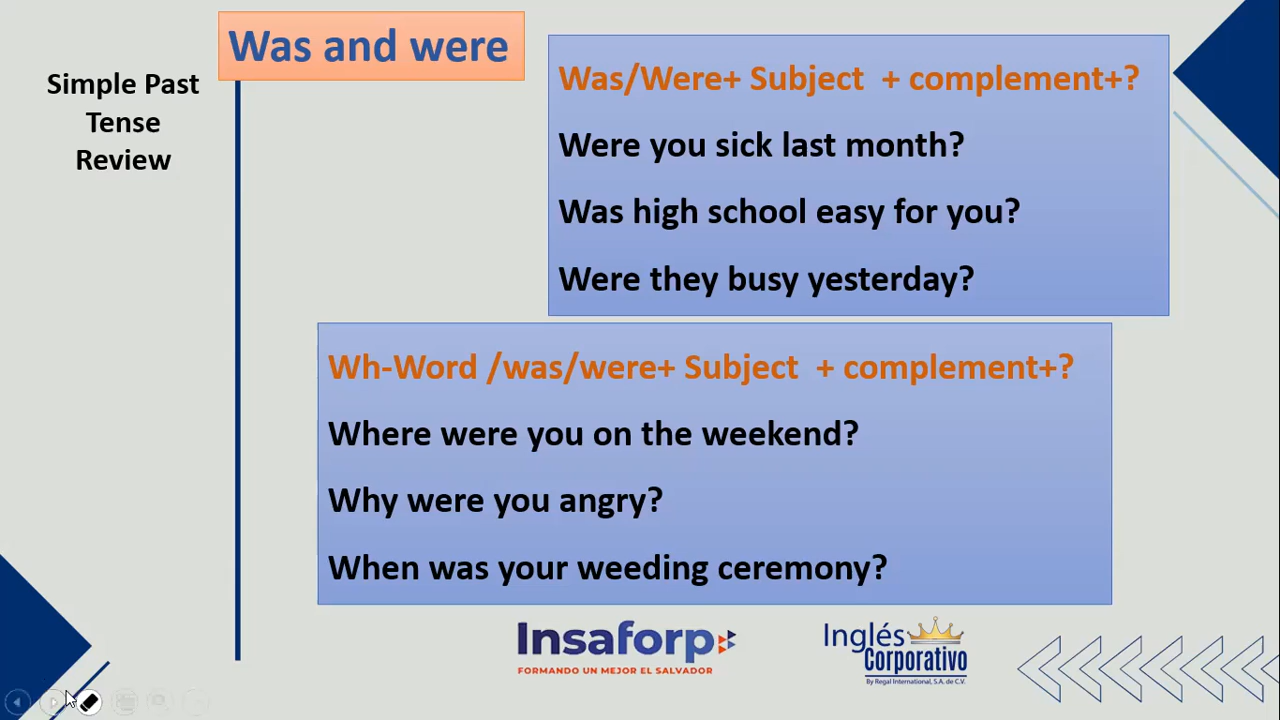 Was and were
Simple Past
Tense
Review
Was/Were+ Subject + complement+?
Were you sick last month?
Was high school easy for you?
Were they busy yesterday?
Wh-Word /was/were+ Subject + complement+?
Where were you on the weekend?
Why were you angry?
When was your weeding ceremony?
Insaforp
FORMANDO UN MEJOR EL SALVADOR
Inglés
Corporativo
By Regal International, S.A. de C.V.